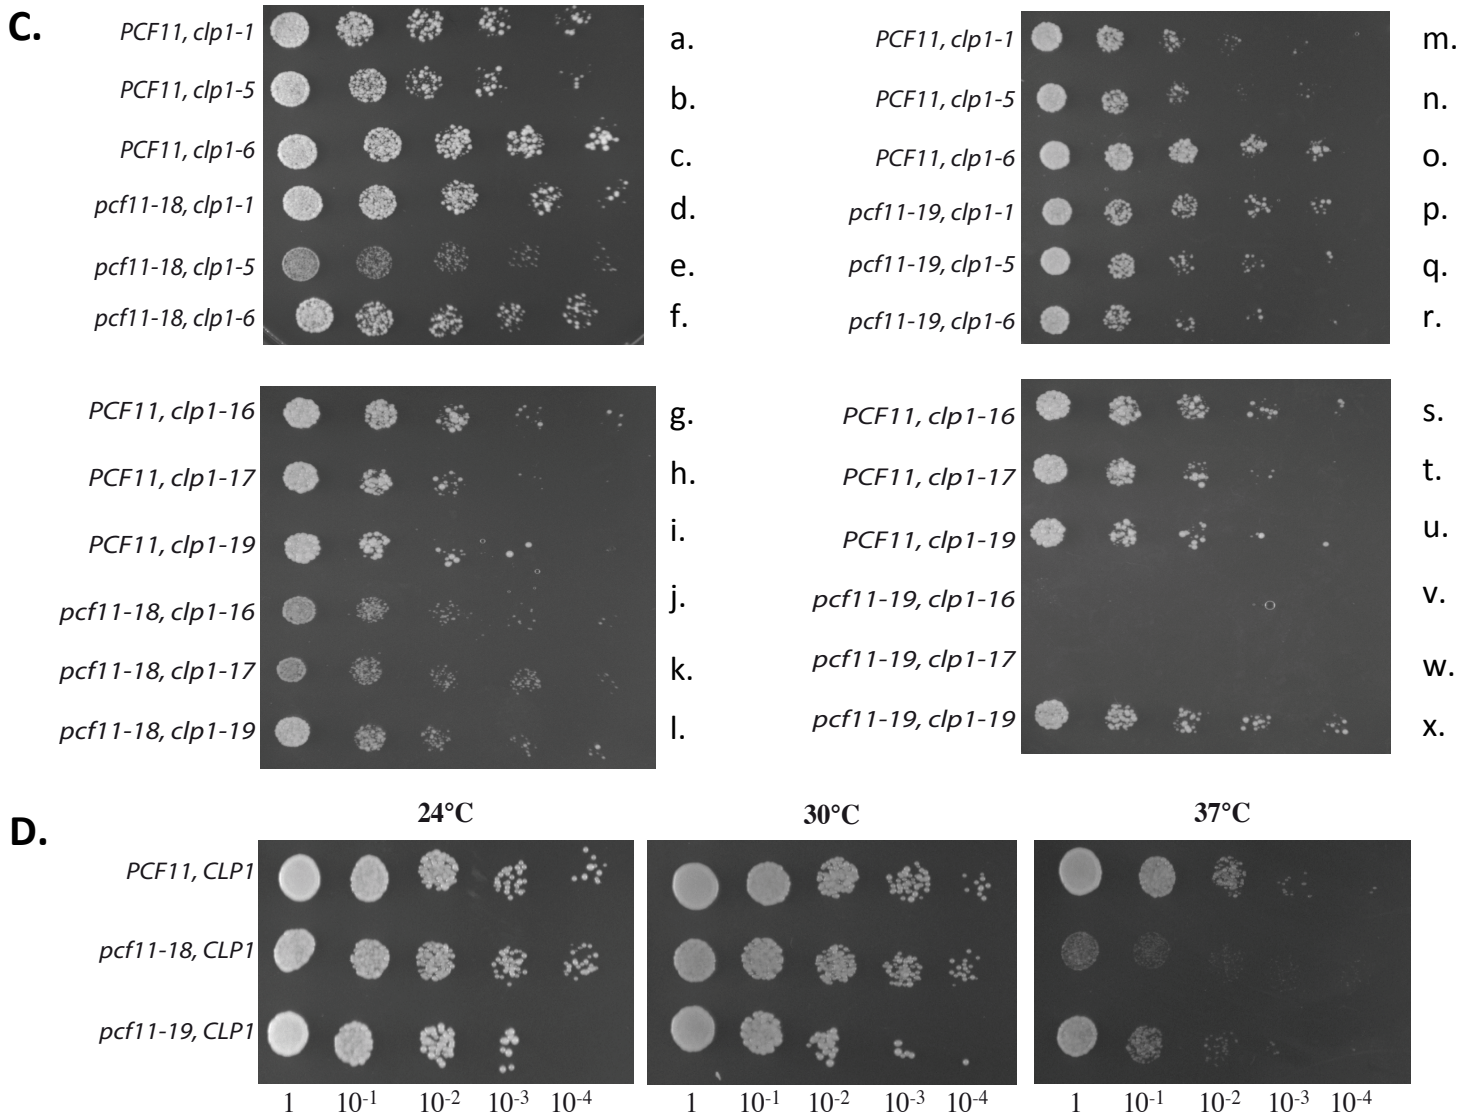 C.
PCF11, clp1-1 a.
PCF11, clp1-5 b.
PCF11, clp1-6 c.
pcf11-18, clp1-1 d.
pcf11-18, clp1-5 e.
pcf11-18, clp1-6 f.
PCF11, clp1-1 m.
PCF11, clp1-5 n.
PCF11, clp1-6 o.
pcf11-19, clp1-1 p.
pcf11-19, clp1-5 q.
pcf11-19, clp1-6 r.
PCF11, clp1-16 g.
PCF11, clp1-17 h.
PCF11, clp1-19 i.
pcf11-18, clp1-16 j.
pcf11-18, clp1-17 k.
pcf11-18, clp1-19 l.
PCF11, clp1-16 s.
PCF11, clp1-17 t.
PCF11, clp1-19 u.
pcf11-19, clp1-16 v.
pcf11-19, clp1-17 w.
pcf11-19, clp1-19 x.
D.
24°C 30°C 37°C
PCF11, CLP1
pcf11-18, CLP1
pcf11-19, CLP1
1 10⁻¹ 10⁻² 10⁻³ 10⁻⁴ 1 10⁻¹ 10⁻² 10⁻³ 10⁻⁴ 1 10⁻¹ 10⁻² 10⁻³ 10⁻⁴